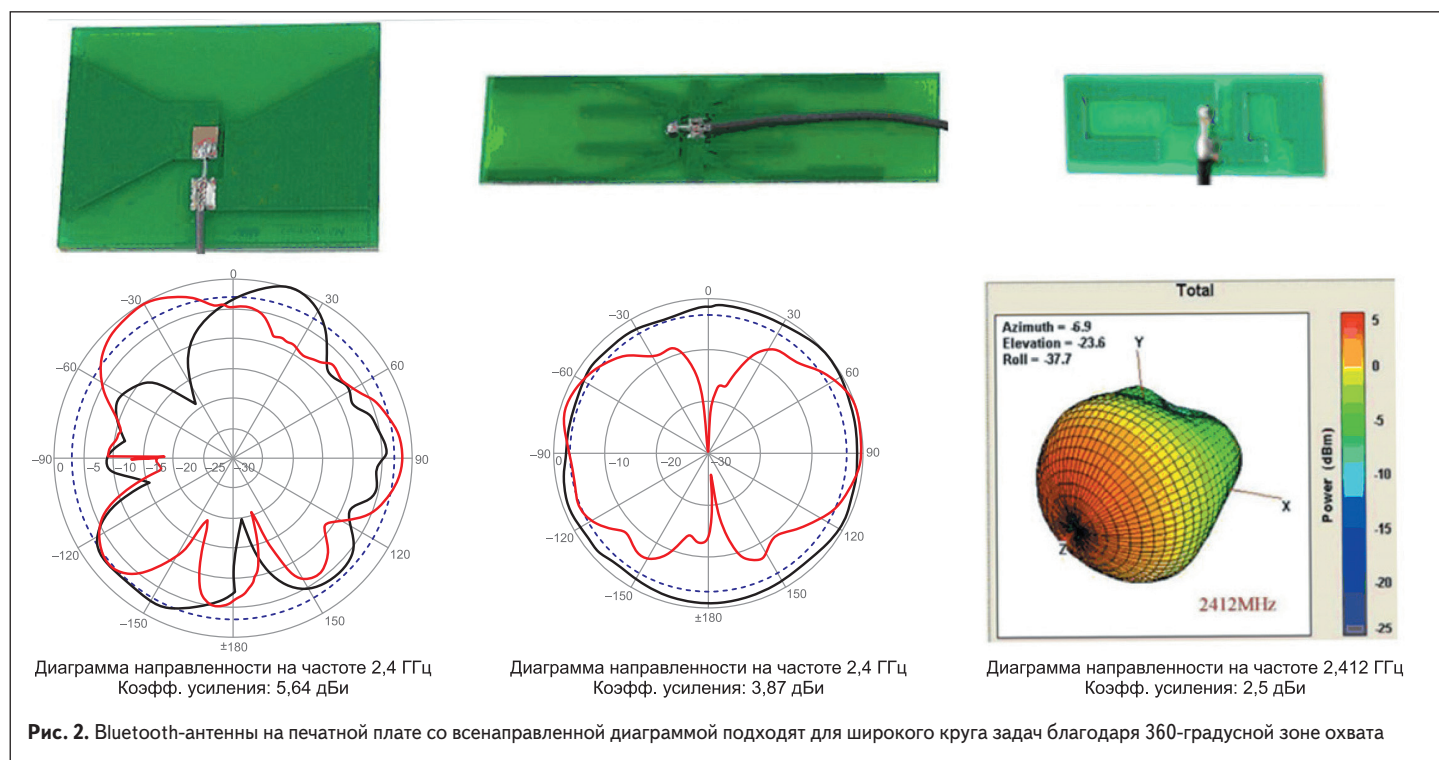 0
−30
30
−60
60
−90
0
−5
−10
−15
−20
−25
−30
90
−120
120
−150
150
±180
Диаграмма направленности на частоте 2,4 ГГц
Коэфф. усиления: 5,64 дБи
0
−30
30
−60
60
−90
0
−10
−20
−30
90
−120
120
−150
150
±180
Диаграмма направленности на частоте 2,4 ГГц
Коэфф. усиления: 3,87 дБи
Total
Azimuth = -6.9
Elevation = -23.6
Roll = -37.7
Y
X
Z
2412MHz
Power (dBm)
5
0
-5
-10
-15
-20
-25
Диаграмма направленности на частоте 2,412 ГГц
Коэфф. усиления: 2,5 дБи
Рис. 2. Bluetooth-антенны на печатной плате со всенаправленной диаграммой подходят для широкого круга задач благодаря 360-градусной зоне охвата